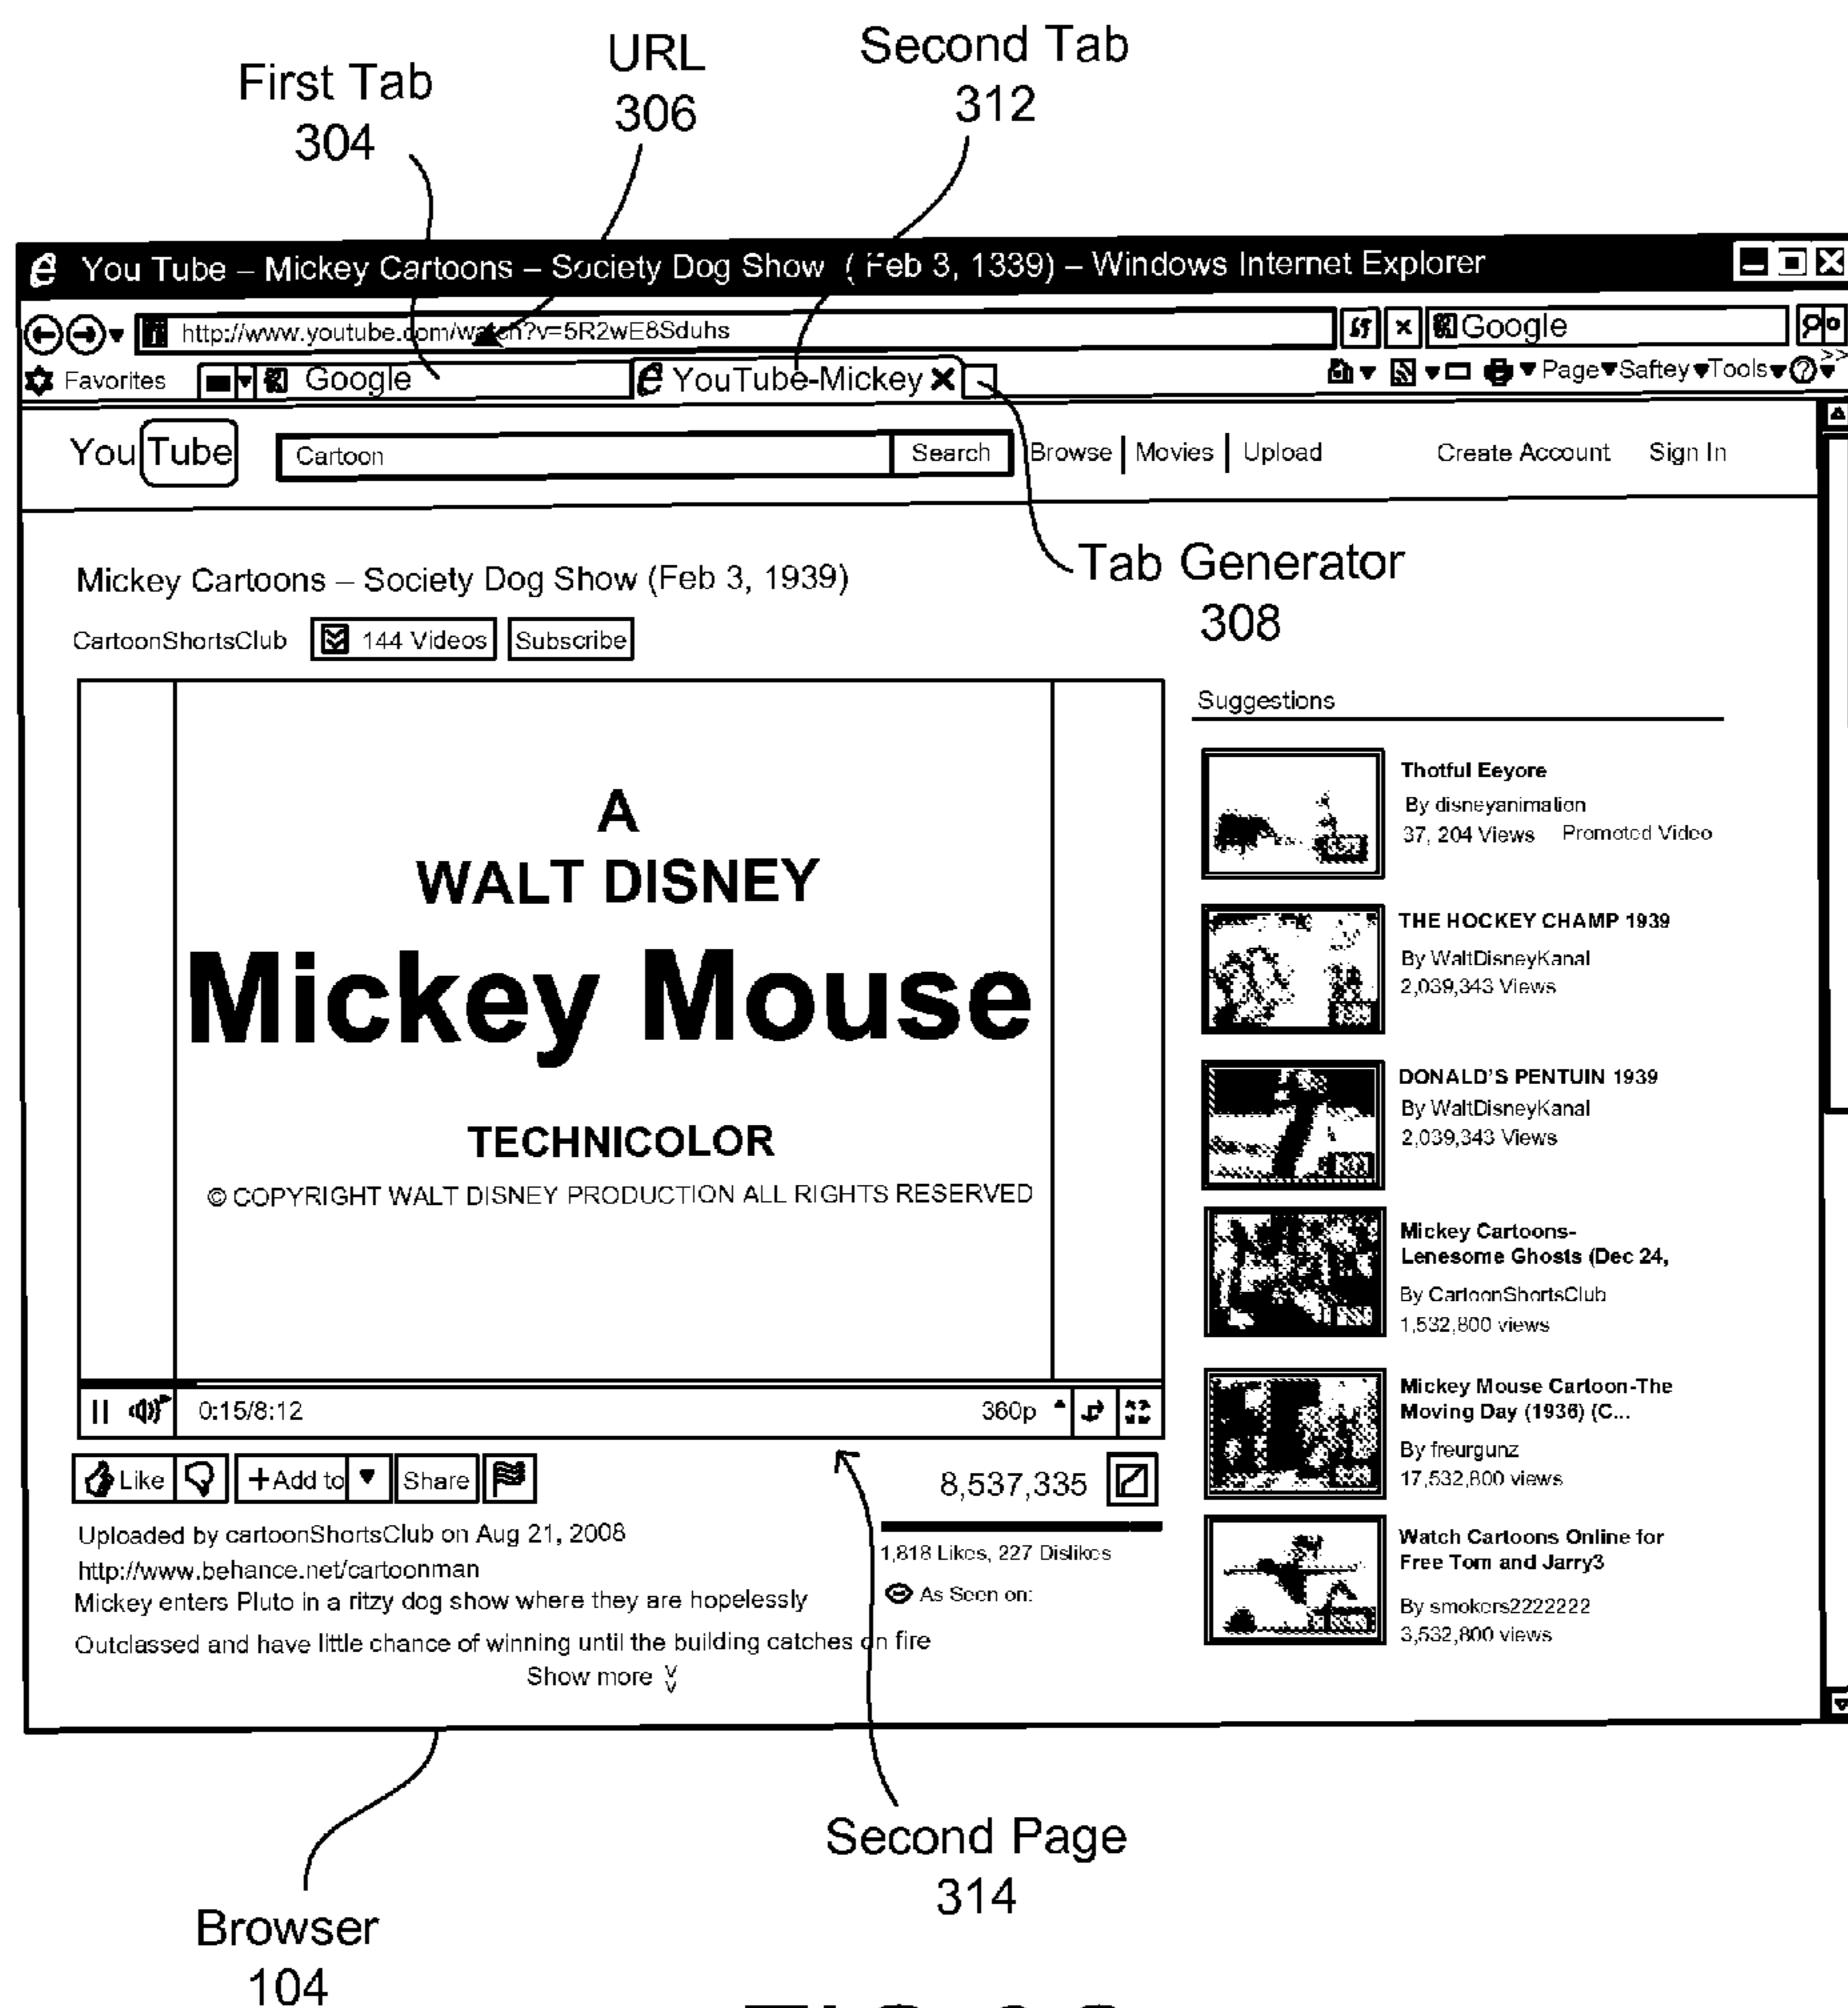 First Tab
304
URL
306
Second Tab
312
You Tube – Mickey Cartoons – Society Dog Show ( Feb 3, 1339) – Windows Internet Explorer
http://www.youtube.com/watch?v=5R2wE8Sduhs
Google
Favorites
Google
YouTube-Mickey
Page
Saftey
Tools
>>
You Tube
Cartoon
Search
Browse
Movies
Upload
Create Account
Sign In
Tab Generator
308
Mickey Cartoons – Society Dog Show (Feb 3, 1939)
CartoonShortsClub
144 Videos
Subscribe
A
WALT DISNEY
Mickey Mouse
TECHNICOLOR
© COPYRIGHT WALT DISNEY PRODUCTION ALL RIGHTS RESERVED
0:15/8:12
360p
Like
+Add to
Share
8,537,335
Uploaded by cartoonShortsClub on Aug 21, 2008
http://www.behance.net/cartoonman
Mickey enters Pluto in a ritzy dog show where they are hopelessly
Outclassed and have little chance of winning until the building catches on fire
Show more
1,818 Likes, 227 Dislikes
As Seen on:
Suggestions
Thotful Eeyore
By disneyanimation
37, 204 Views Promoted Video
THE HOCKEY CHAMP 1939
By WaltDisneyKanal
2,039,343 Views
DONALD'S PENTUIN 1939
By WaltDisneyKanal
2,039,343 Views
Mickey Cartoons-
Lenesome Ghosts (Dec 24,
By CartoonShortsClub
1,532,800 views
Mickey Mouse Cartoon-The
Moving Day (1936) (C...
By freurgunz
17,532,800 views
Watch Cartoons Online for
Free Tom and Jarry3
By smokers2222222
3,532,800 views
Second Page
314
Browser
104